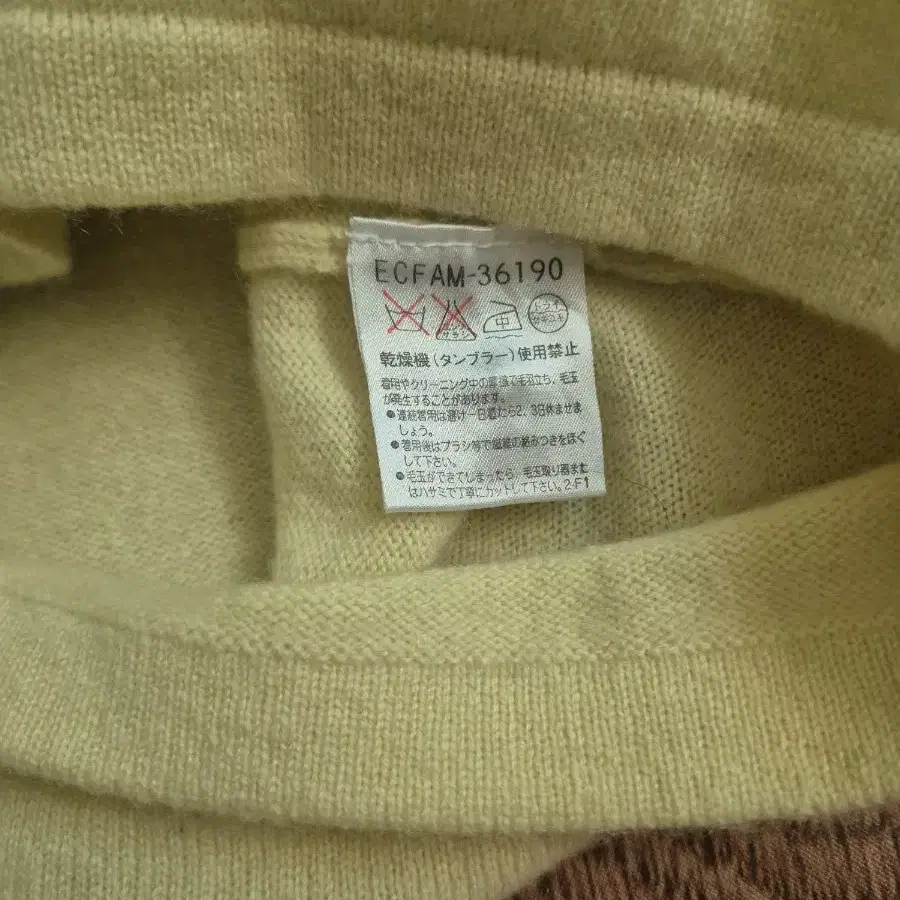 ECFAM-36190
中 ドライ
乾燥機(タンブラー)使用禁止
着用やクリーニング中の摩擦で毛羽立ち、毛玉
が発生することがあります。
●連続着用は避け一日着たら2、3日休ませま
しょう。
●着用後はブラシ等で繊維の絡みつきをほぐ
して下さい。
●毛玉ができてしまったら、毛玉取り器また
はハサミで丁寧にカットして下さい。2-F1